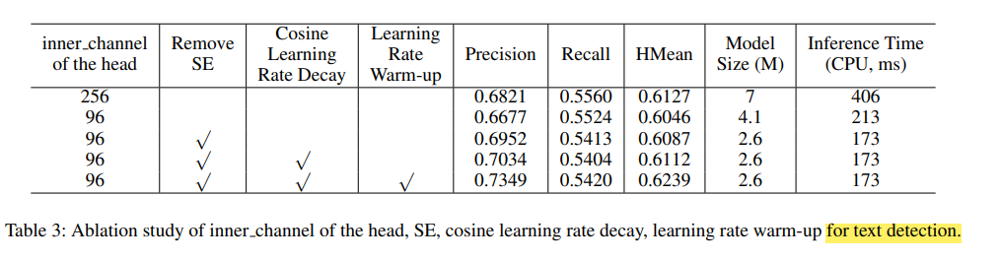 inner_channel of the head | Remove SE | Cosine Learning Rate Decay | Learning Rate Warm-up | Precision | Recall | HMean | Model Size (M) | Inference Time (CPU, ms)
256 | | | | 0.6821 | 0.5560 | 0.6127 | 7 | 406
96 | | | | 0.6677 | 0.5524 | 0.6046 | 4.1 | 213
96 | √ | | | 0.6952 | 0.5413 | 0.6087 | 2.6 | 173
96 | √ | √ | | 0.7034 | 0.5404 | 0.6112 | 2.6 | 173
96 | √ | √ | √ | 0.7349 | 0.5420 | 0.6239 | 2.6 | 173
Table 3: Ablation study of inner_channel of the head, SE, cosine learning rate decay, learning rate warm-up for text detection.